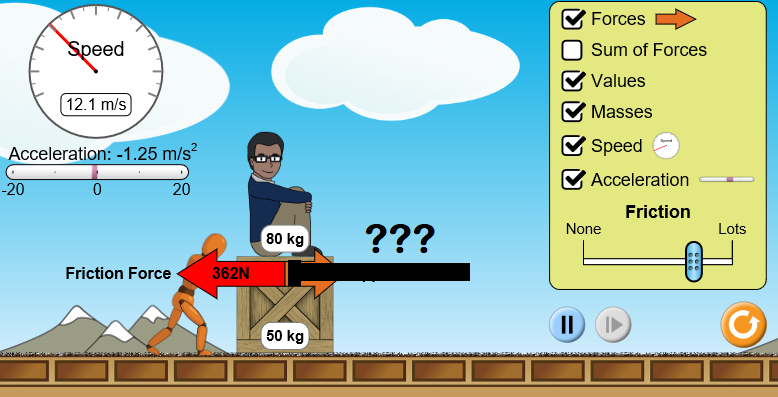 Speed
12.1 m/s
Acceleration: -1.25 m/s²
-20 0 20
80 kg
???
Friction Force
362N
50 kg
Forces
Sum of Forces
Values
Masses
Speed
Speed
Acceleration
Friction
None Lots